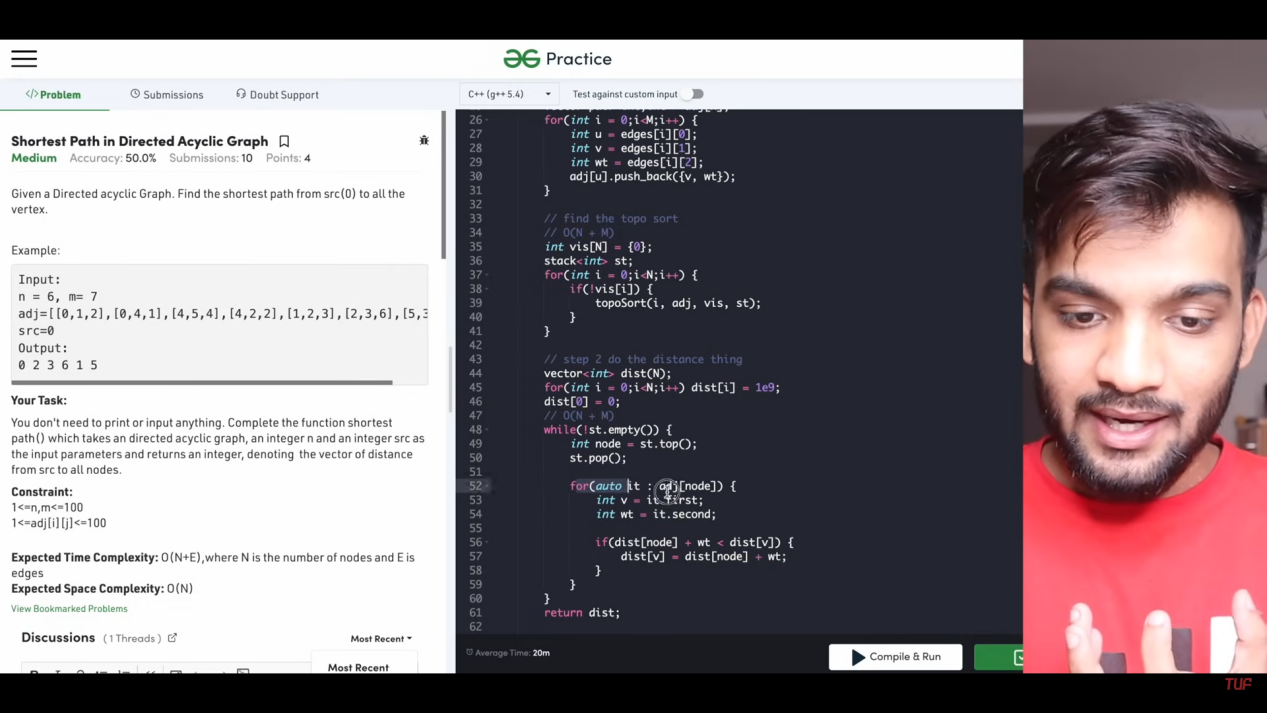 Practice
Problem
Submissions
Doubt Support
Shortest Path in Directed Acyclic Graph
Medium Accuracy: 50.0% Submissions: 10 Points: 4
Given a Directed acyclic Graph. Find the shortest path from src(0) to all the
vertex.
Example:
Input:
n = 6, m= 7
adj=[[0,1,2],[0,4,1],[4,5,4],[4,2,2],[1,2,3],[2,3,6],[5,3
src=0
Output:
0 2 3 6 1 5
Your Task:
You don't need to print or input anything. Complete the function shortest
path() which takes an directed acyclic graph, an integer n and an integer src as
the input parameters and returns an integer, denoting the vector of distance
from src to all nodes.
Constraint:
1<=n,m<=100
1<=adj[i][j]<=100
Expected Time Complexity: O(N+E),where N is the number of nodes and E is
edges
Expected Space Complexity: O(N)
View Bookmarked Problems
Discussions (1 Threads)
Most Recent
Most Recent
C++ (g++ 5.4)
Test against custom input
26 for(int i = 0;i<M;i++) {
27 int u = edges[i][0];
28 int v = edges[i][1];
29 int wt = edges[i][2];
30 adj[u].push_back({v, wt});
31 }
32
33 // find the topo sort
34 // O(N + M)
35 int vis[N] = {0};
36 stack<int> st;
37 for(int i = 0;i<N;i++) {
38 if(!vis[i]) {
39 topoSort(i, adj, vis, st);
40 }
41 }
42
43 // step 2 do the distance thing
44 vector<int> dist(N);
45 for(int i = 0;i<N;i++) dist[i] = 1e9;
46 dist[0] = 0;
47 // O(N + M)
48 while(!st.empty()) {
49 int node = st.top();
50 st.pop();
51
52 for(auto it : adj[node]) {
53 int v = it.first;
54 int wt = it.second;
55
56 if(dist[node] + wt < dist[v]) {
57 dist[v] = dist[node] + wt;
58 }
59 }
60 }
61 return dist;
62
Average Time: 20m
Compile & Run
TUF